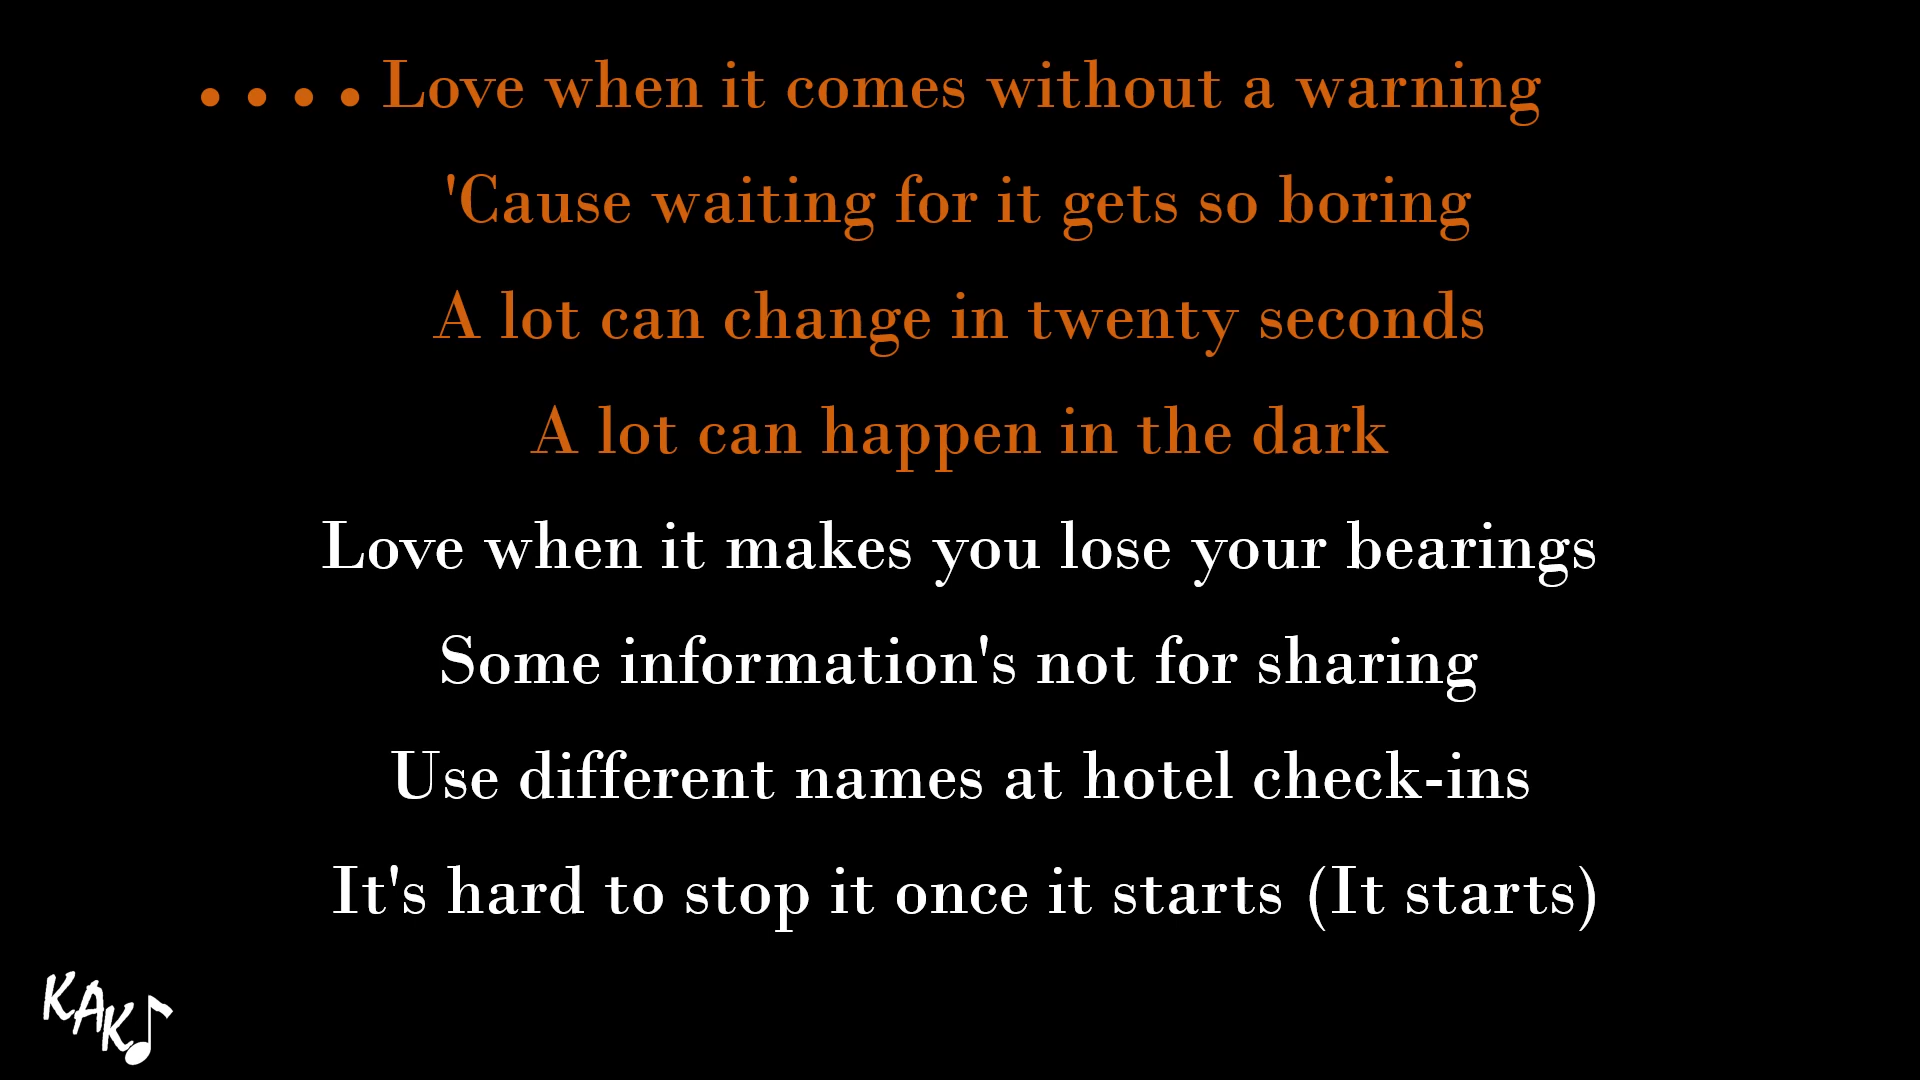 • • • • Love when it comes without a warning
'Cause waiting for it gets so boring
A lot can change in twenty seconds
A lot can happen in the dark
Love when it makes you lose your bearings
Some information's not for sharing
Use different names at hotel check-ins
It's hard to stop it once it starts (It starts)
KAK